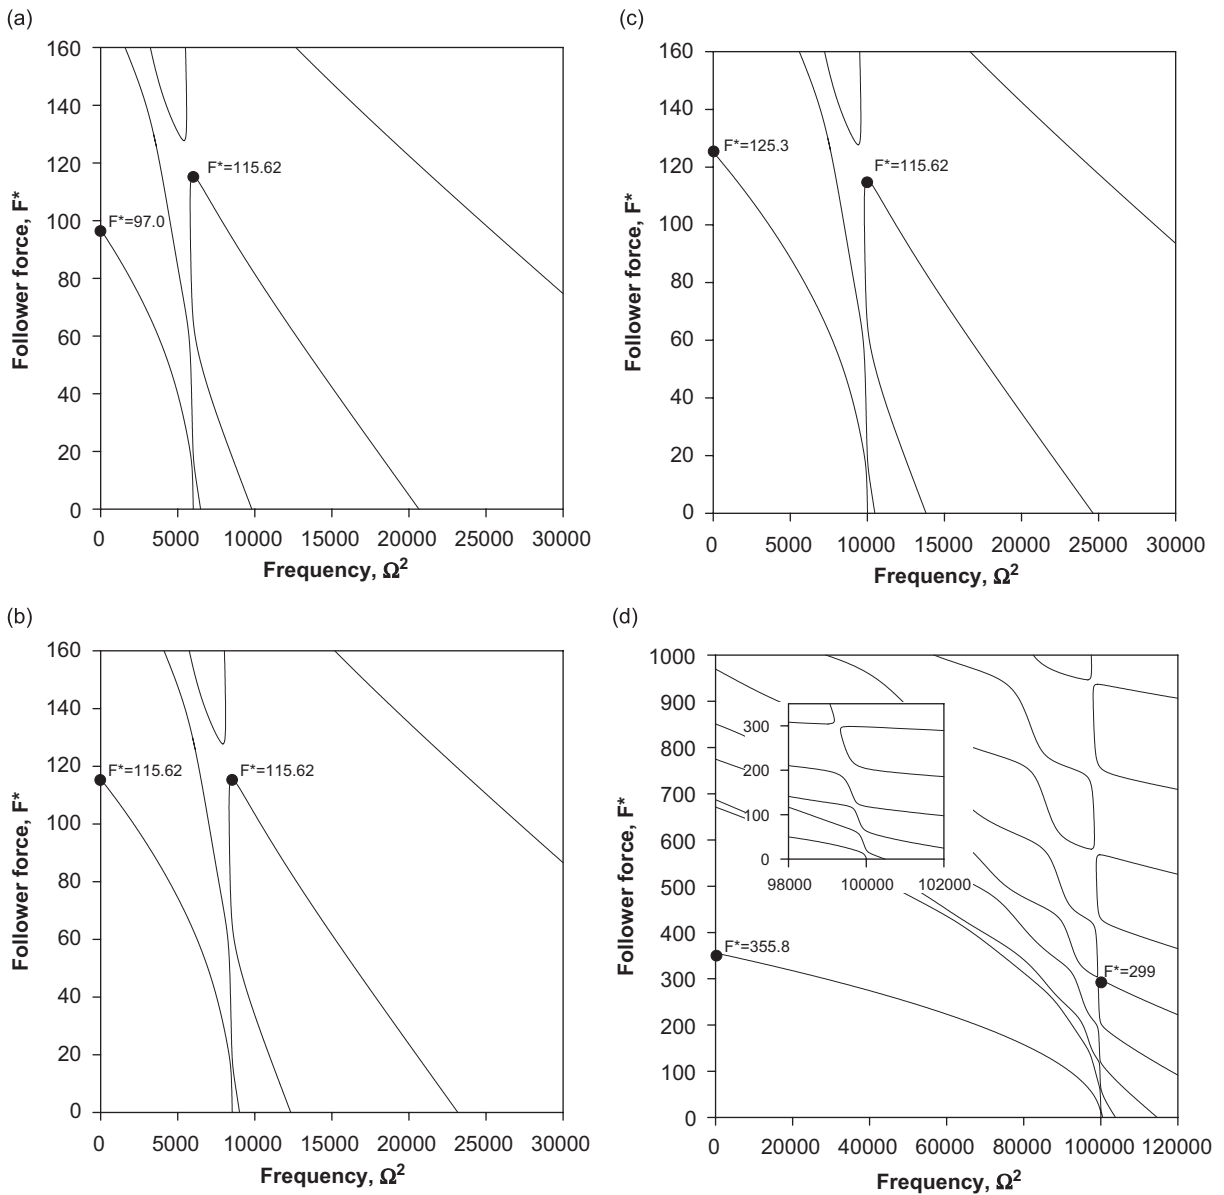 (a)
160
140
120
100
80
60
40
20
0
Follower force, F*
F*=97.0
F*=115.62
0 5000 10000 15000 20000 25000 30000
Frequency, Ω²
(c)
160
140
120
100
80
60
40
20
0
Follower force, F*
F*=125.3
F*=115.62
0 5000 10000 15000 20000 25000 30000
Frequency, Ω²
(b)
160
140
120
100
80
60
40
20
0
Follower force, F*
F*=115.62
F*=115.62
0 5000 10000 15000 20000 25000 30000
Frequency, Ω²
(d)
1000
900
800
700
600
500
400
300
200
100
0
Follower force, F*
300
200
100
0
98000 100000 102000
F*=355.8
F*=299
0 20000 40000 60000 80000 100000 120000
Frequency, Ω²